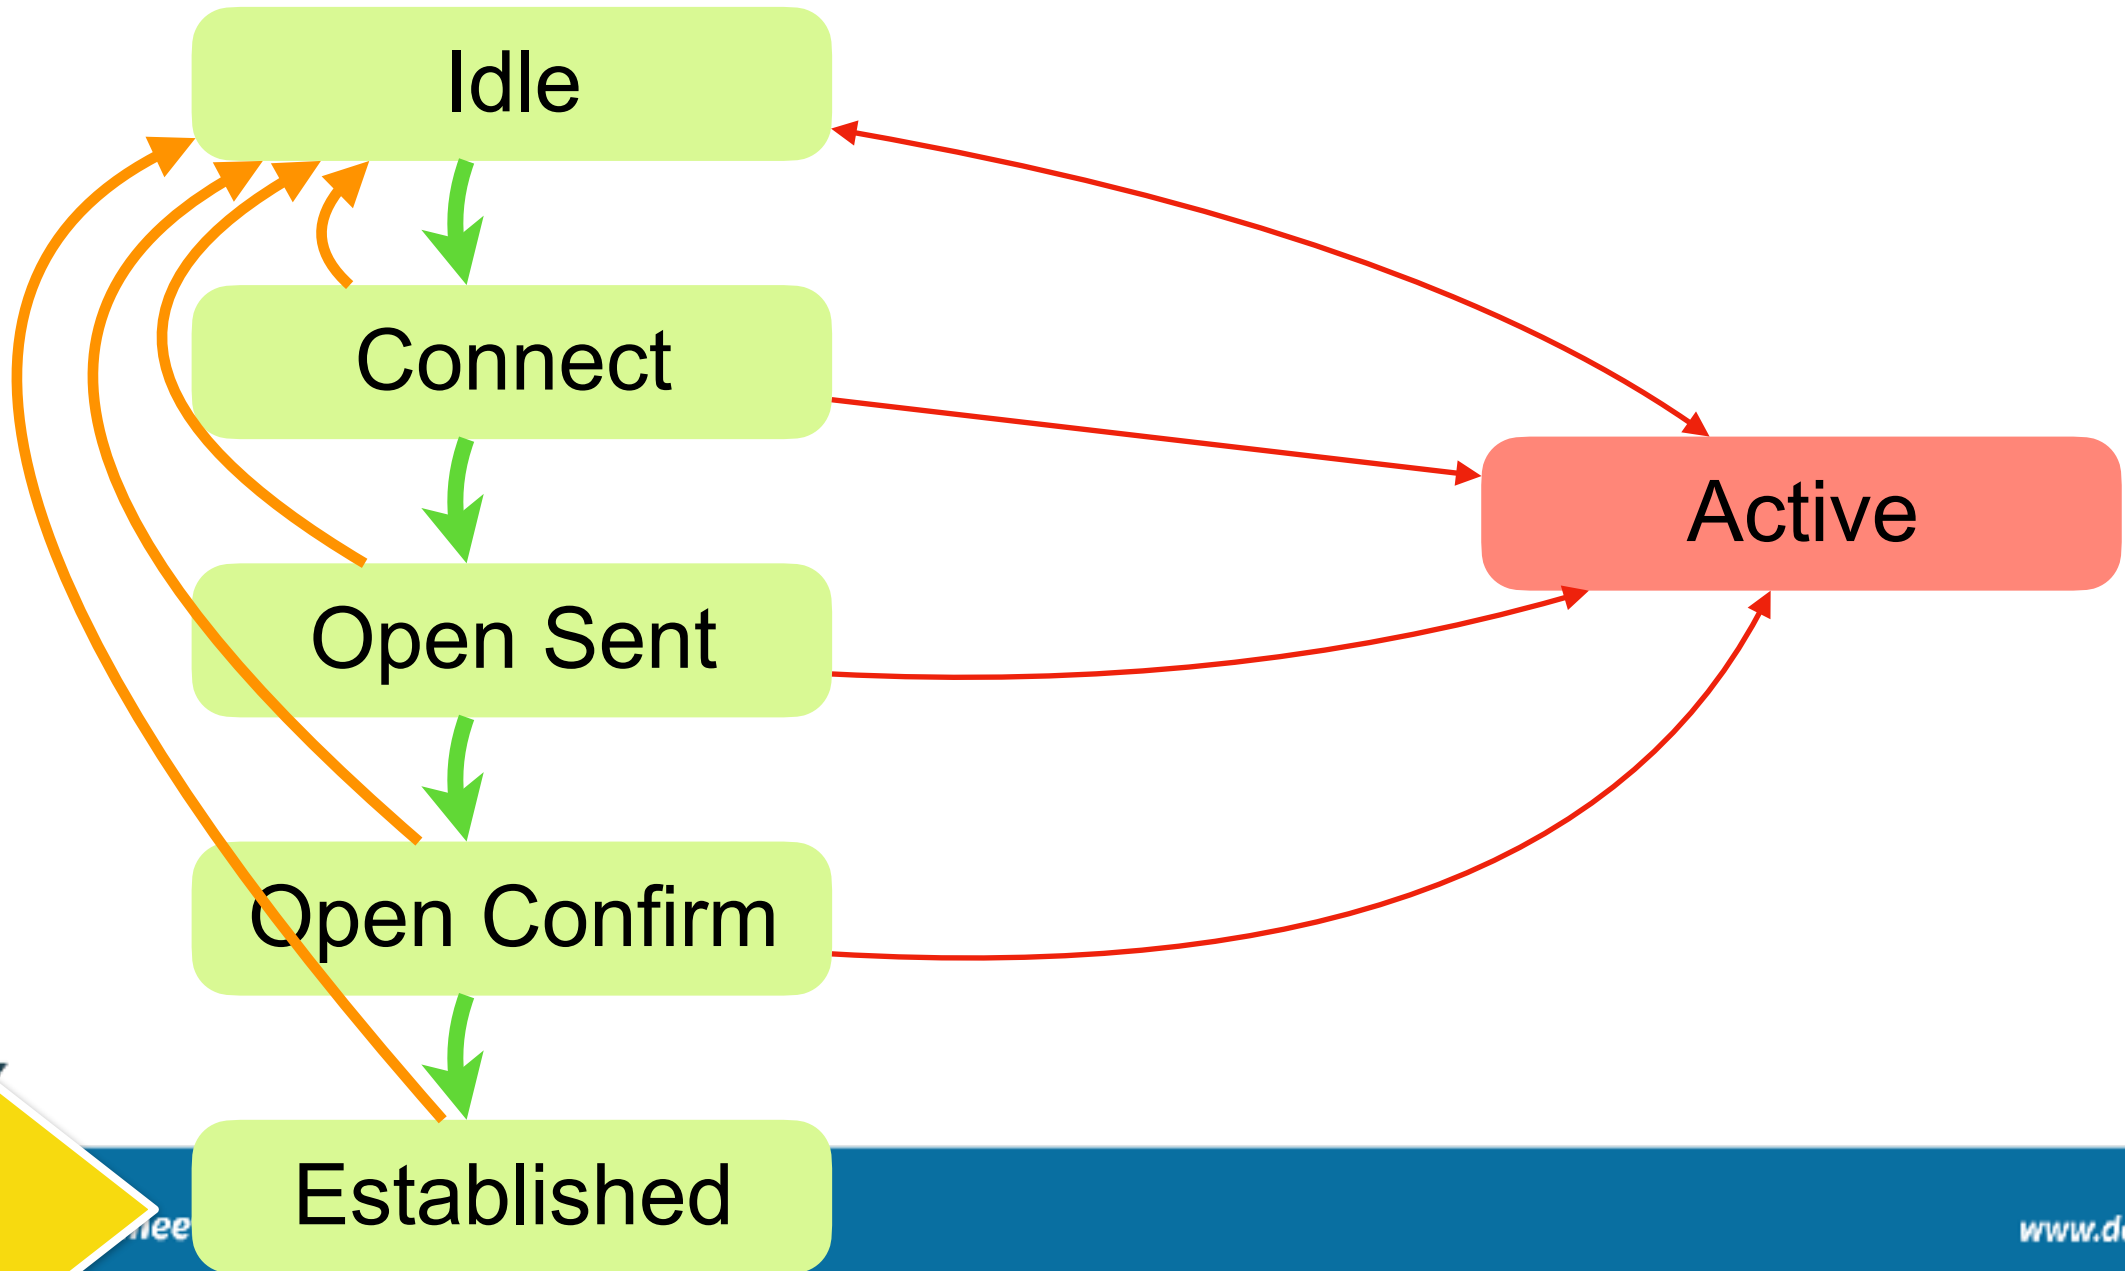 Idle
Connect
Active
Open Sent
Open Confirm
Established